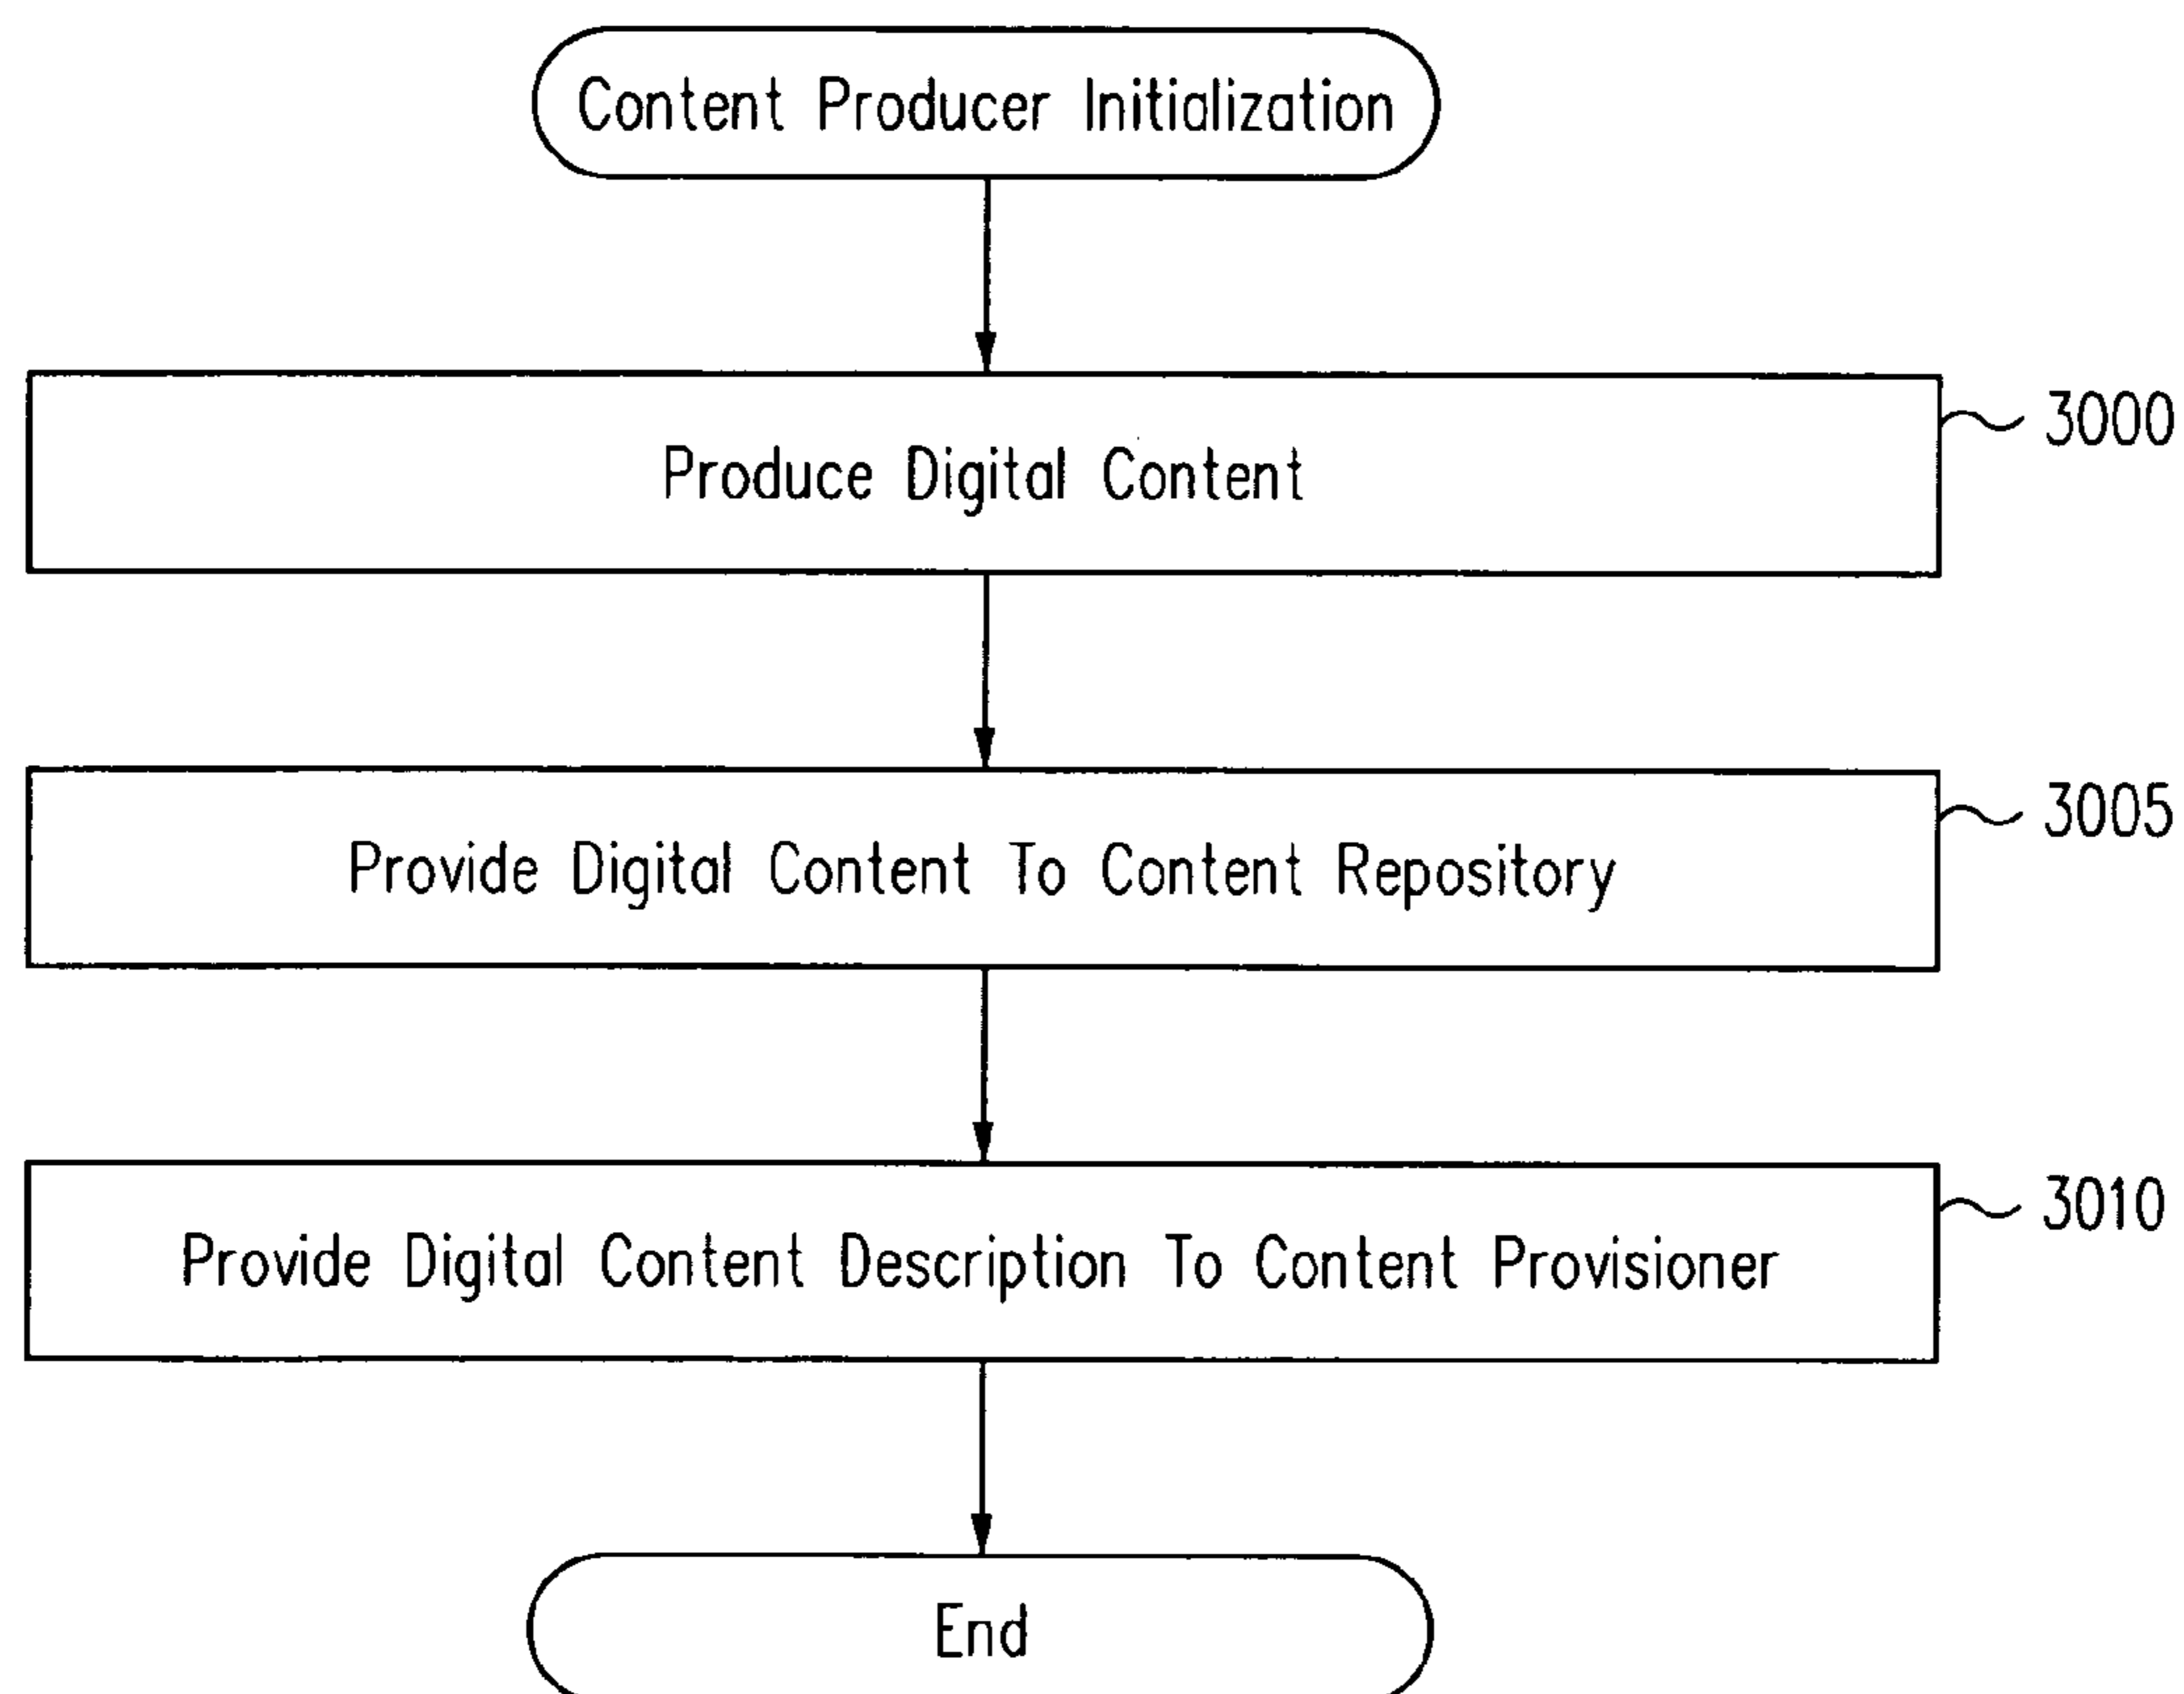 Content Producer Initialization
Produce Digital Content
3000
Provide Digital Content To Content Repository
3005
Provide Digital Content Description To Content Provisioner
3010
End